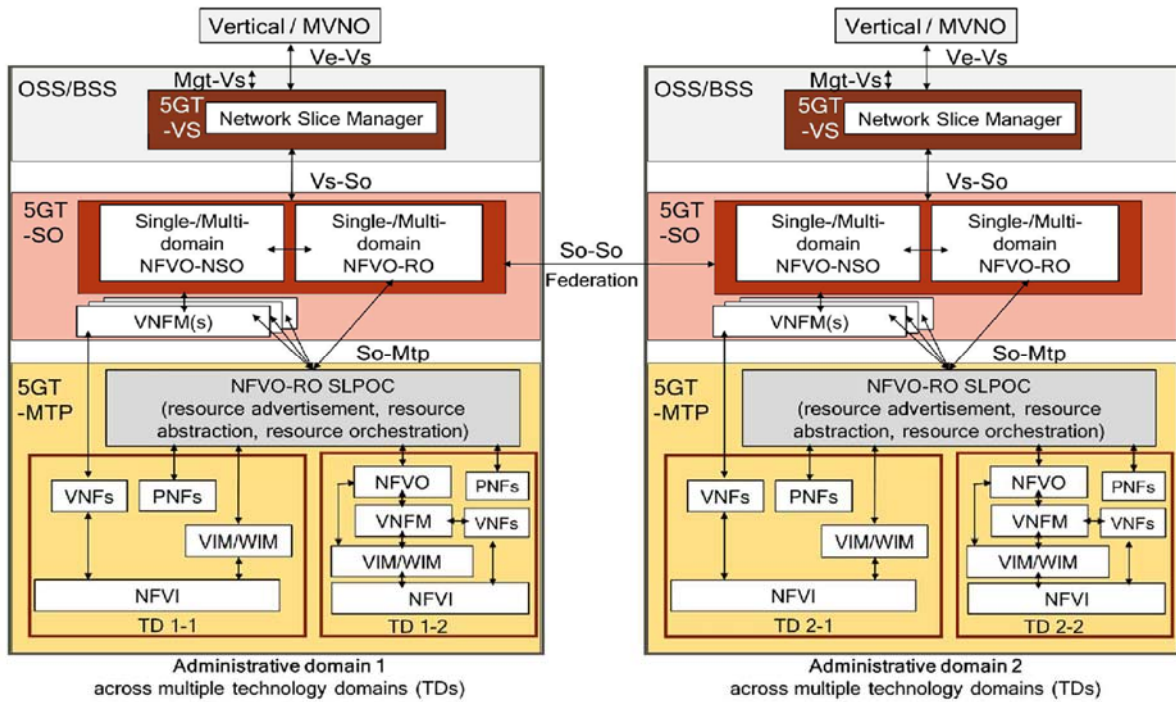 Vertical / MVNO
Ve-Vs
Mgt-Vs
OSS/BSS
5GT
-VS
Network Slice Manager
Vs-So
5GT
-SO
Single-/Multi-
domain
NFVO-NSO
Single-/Multi-
domain
NFVO-RO
VNFM(s)
So-Mtp
5GT
-MTP
NFVO-RO SLPOC
(resource advertisement, resource
abstraction, resource orchestration)
VNFs
PNFs
VIM/WIM
NFVI
TD 1-1
NFVO
PNFs
VNFM
VNFs
VIM/WIM
NFVI
TD 1-2
Administrative domain 1
across multiple technology domains (TDs)
So-So
Federation
Vertical / MVNO
Ve-Vs
Mgt-Vs
OSS/BSS
5GT
-VS
Network Slice Manager
Vs-So
5GT
-SO
Single-/Multi-
domain
NFVO-NSO
Single-/Multi-
domain
NFVO-RO
VNFM(s)
So-Mtp
5GT
-MTP
NFVO-RO SLPOC
(resource advertisement, resource
abstraction, resource orchestration)
VNFs
PNFs
VIM/WIM
NFVI
TD 2-1
NFVO
PNFs
VNFM
VNFs
VIM/WIM
NFVI
TD 2-2
Administrative domain 2
across multiple technology domains (TDs)